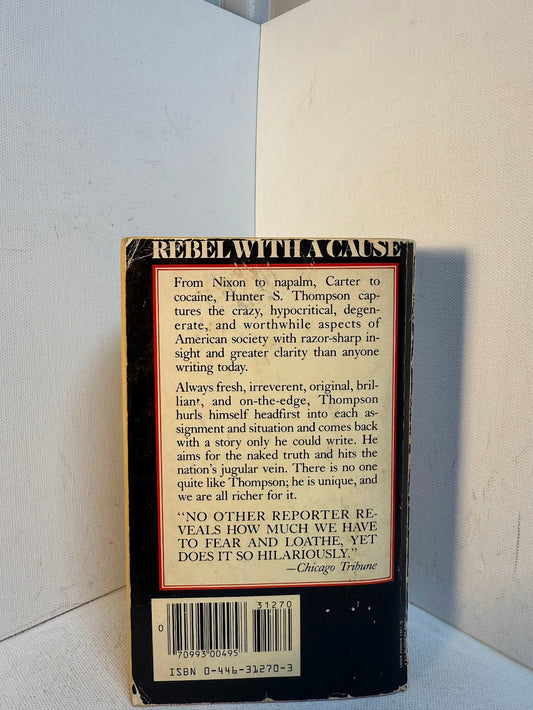 REBEL WITH A CAUSE
From Nixon to napalm, Carter to
cocaine, Hunter S. Thompson cap-
tures the crazy, hypocritical, degen-
erate, and worthwhile aspects of
American society with razor-sharp in-
sight and greater clarity than anyone
writing today.
Always fresh, irreverent, original, bril-
liant, and on-the-edge, Thompson
hurls himself headfirst into each as-
signment and situation and comes back
with a story only he could write. He
aims for the naked truth and hits the
nation's jugular vein. There is no one
quite like Thompson; he is unique, and
we are all richer for it.
"NO OTHER REPORTER RE-
VEALS HOW MUCH WE HAVE
TO FEAR AND LOATHE, YET
DOES IT SO HILARIOUSLY."
—Chicago Tribune
31270
0
70993 00495
ISBN 0-446-31270-3